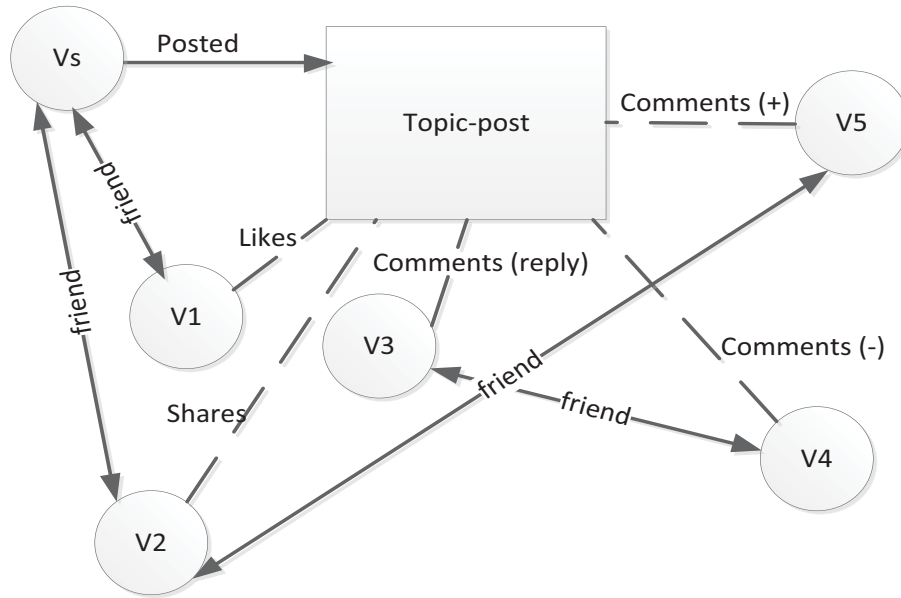 Vs
Posted
Topic-post
Comments (+)
V5
friend
Likes
Comments (reply)
friend
V1
V3
Comments (-)
friend
friend
Shares
V4
V2